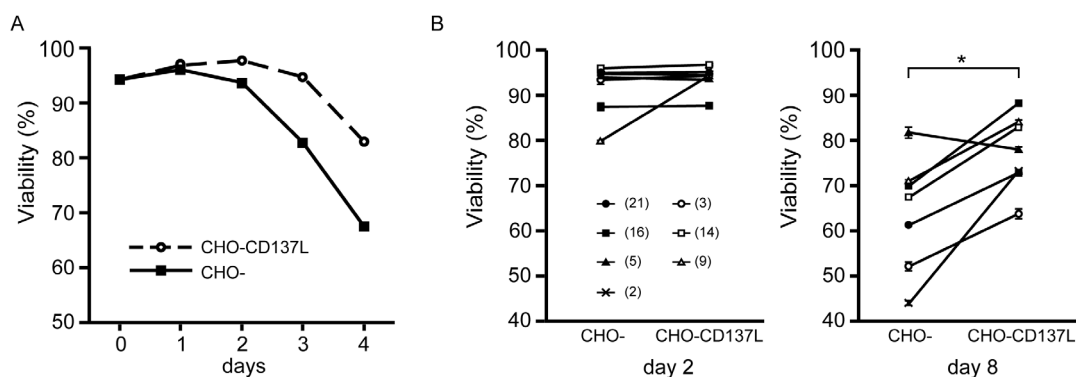 A
Viability (%)
100
90
80
70
60
50
CHO-CD137L
CHO-
0 1 2 3 4
days
B
Viability (%)
100
90
80
70
60
50
40
(21) (3)
(16) (14)
(5) (9)
(2)
CHO- CHO-CD137L
day 2
Viability (%)
100
90
80
70
60
50
40
*
CHO- CHO-CD137L
day 8